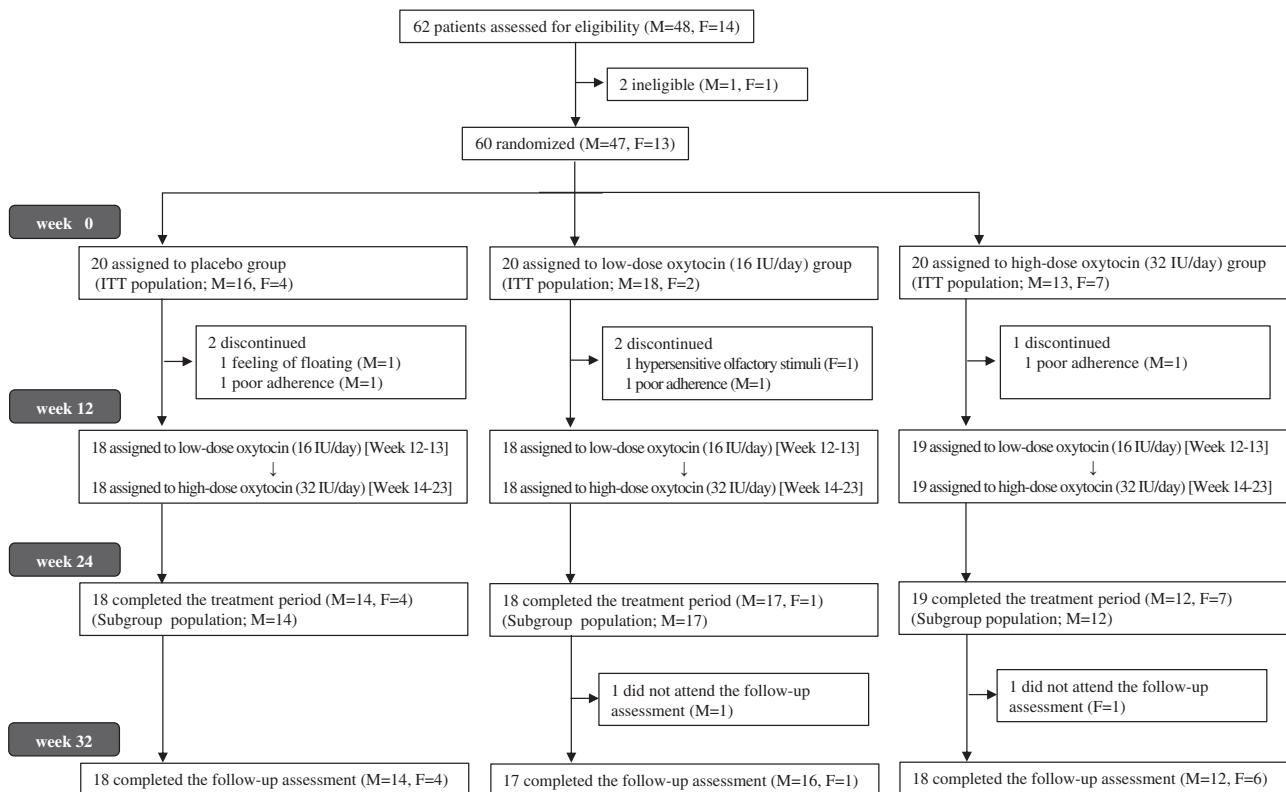 62 patients assessed for eligibility (M=48, F=14)
2 ineligible (M=1, F=1)
60 randomized (M=47, F=13)
week 0
20 assigned to placebo group
(ITT population; M=16, F=4)
20 assigned to low-dose oxytocin (16 IU/day) group
(ITT population; M=18, F=2)
20 assigned to high-dose oxytocin (32 IU/day) group
(ITT population; M=13, F=7)
2 discontinued
1 feeling of floating (M=1)
1 poor adherence (M=1)
2 discontinued
1 hypersensitive olfactory stimuli (F=1)
1 poor adherence (M=1)
1 discontinued
1 poor adherence (M=1)
week 12
18 assigned to low-dose oxytocin (16 IU/day) [Week 12-13]
↓
18 assigned to high-dose oxytocin (32 IU/day) [Week 14-23]
18 assigned to low-dose oxytocin (16 IU/day) [Week 12-13]
↓
18 assigned to high-dose oxytocin (32 IU/day) [Week 14-23]
19 assigned to low-dose oxytocin (16 IU/day) [Week 12-13]
↓
19 assigned to high-dose oxytocin (32 IU/day) [Week 14-23]
week 24
18 completed the treatment period (M=14, F=4)
(Subgroup population; M=14)
18 completed the treatment period (M=17, F=1)
(Subgroup population; M=17)
19 completed the treatment period (M=12, F=7)
(Subgroup population; M=12)
1 did not attend the follow-up
assessment (M=1)
1 did not attend the follow-up
assessment (F=1)
week 32
18 completed the follow-up assessment (M=14, F=4)
17 completed the follow-up assessment (M=16, F=1)
18 completed the follow-up assessment (M=12, F=6)